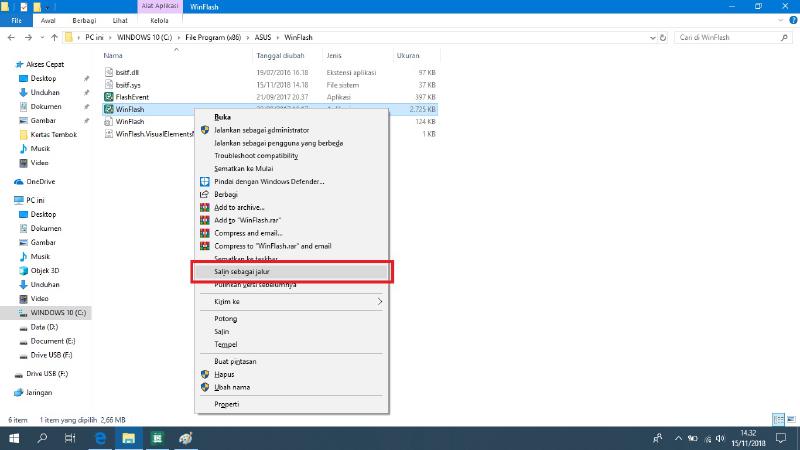 Alat Aplikasi WinFlash
File Awal Berbagi Lihat Kelola
PC ini > WINDOWS 10 (C:) > File Program (x86) > ASUS > WinFlash
Cari di WinFlash
Nama Tanggal diubah Jenis Ukuran
bsitf.dll 19/07/2016 16.18 Ekstensi aplikasi 97 KB
bsitf.sys 15/11/2018 14.18 File sistem 37 KB
FlashEvent 21/09/2017 20.37 Aplikasi 397 KB
WinFlash 2.725 KB
WinFlash 124 KB
WinFlash.VisualElements 1 KB
Akses Cepat
Desktop
Unduhan
Dokumen
Gambar
Kertas Tembok
Musik
Video
OneDrive
PC ini
Desktop
Dokumen
Gambar
Musik
Objek 3D
Unduhan
Video
WINDOWS 10 (C:)
Data (D:)
Document (E:)
Drive USB (F:)
Drive USB (F:)
Jaringan
Buka
Jalankan sebagai administrator
Jalankan sebagai pengguna yang berbeda
Troubleshoot compatibility
Sematkan ke Mulai
Pindai dengan Windows Defender...
Berbagi
Add to archive...
Add to "WinFlash.rar"
Compress and email...
Compress to "WinFlash.rar" and email
Sematkan ke taskbar
Salin sebagai jalur
Pulihkan versi sebelumnya
Kirim ke
Potong
Salin
Tempel
Buat pintasan
Hapus
Ubah nama
Properti
6 item 1 item yang dipilih 2,66 MB
14.32
15/11/2018